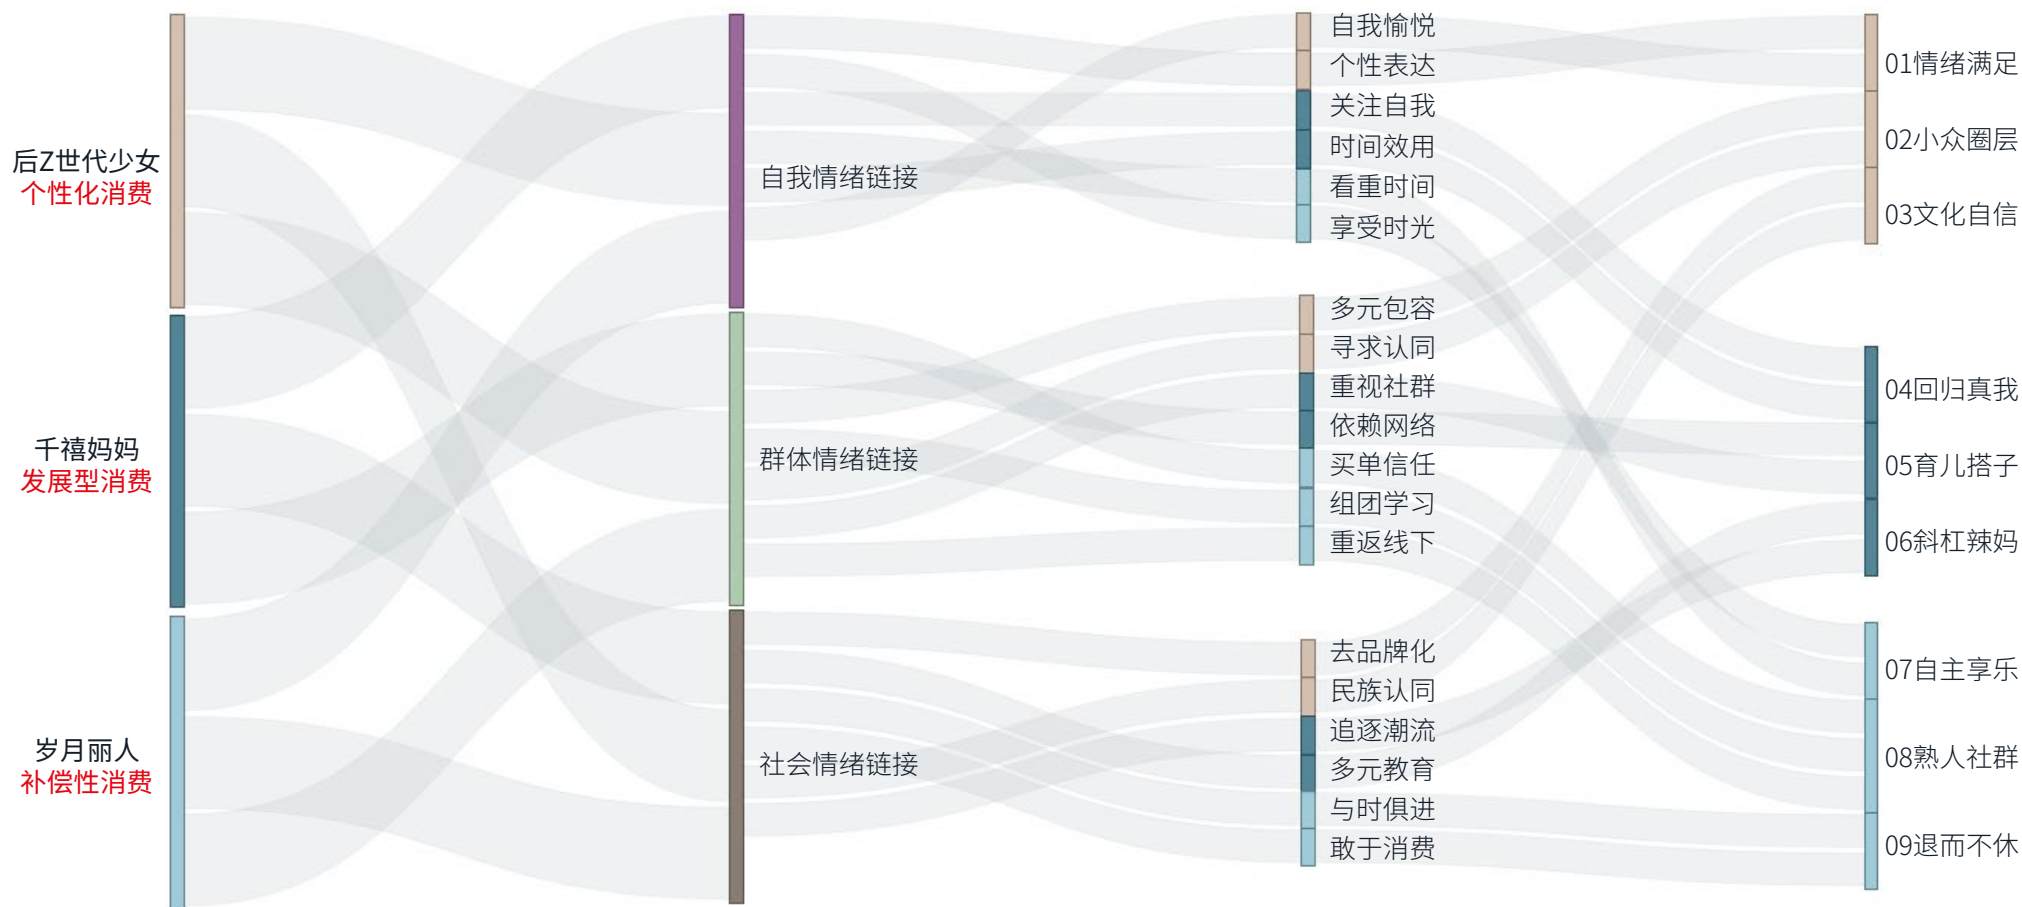 后Z世代少女
个性化消费
千禧妈妈
发展型消费
岁月丽人
补偿性消费
自我情绪链接
群体情绪链接
社会情绪链接
自我愉悦
个性表达
关注自我
时间效用
看重时间
享受时光
多元包容
寻求认同
重视社群
依赖网络
买单信任
组团学习
重返线下
去品牌化
民族认同
追逐潮流
多元教育
与时俱进
敢于消费
01情绪满足
02小众圈层
03文化自信
04回归真我
05育儿搭子
06斜杠辣妈
07自主享乐
08熟人社群
09退而不休